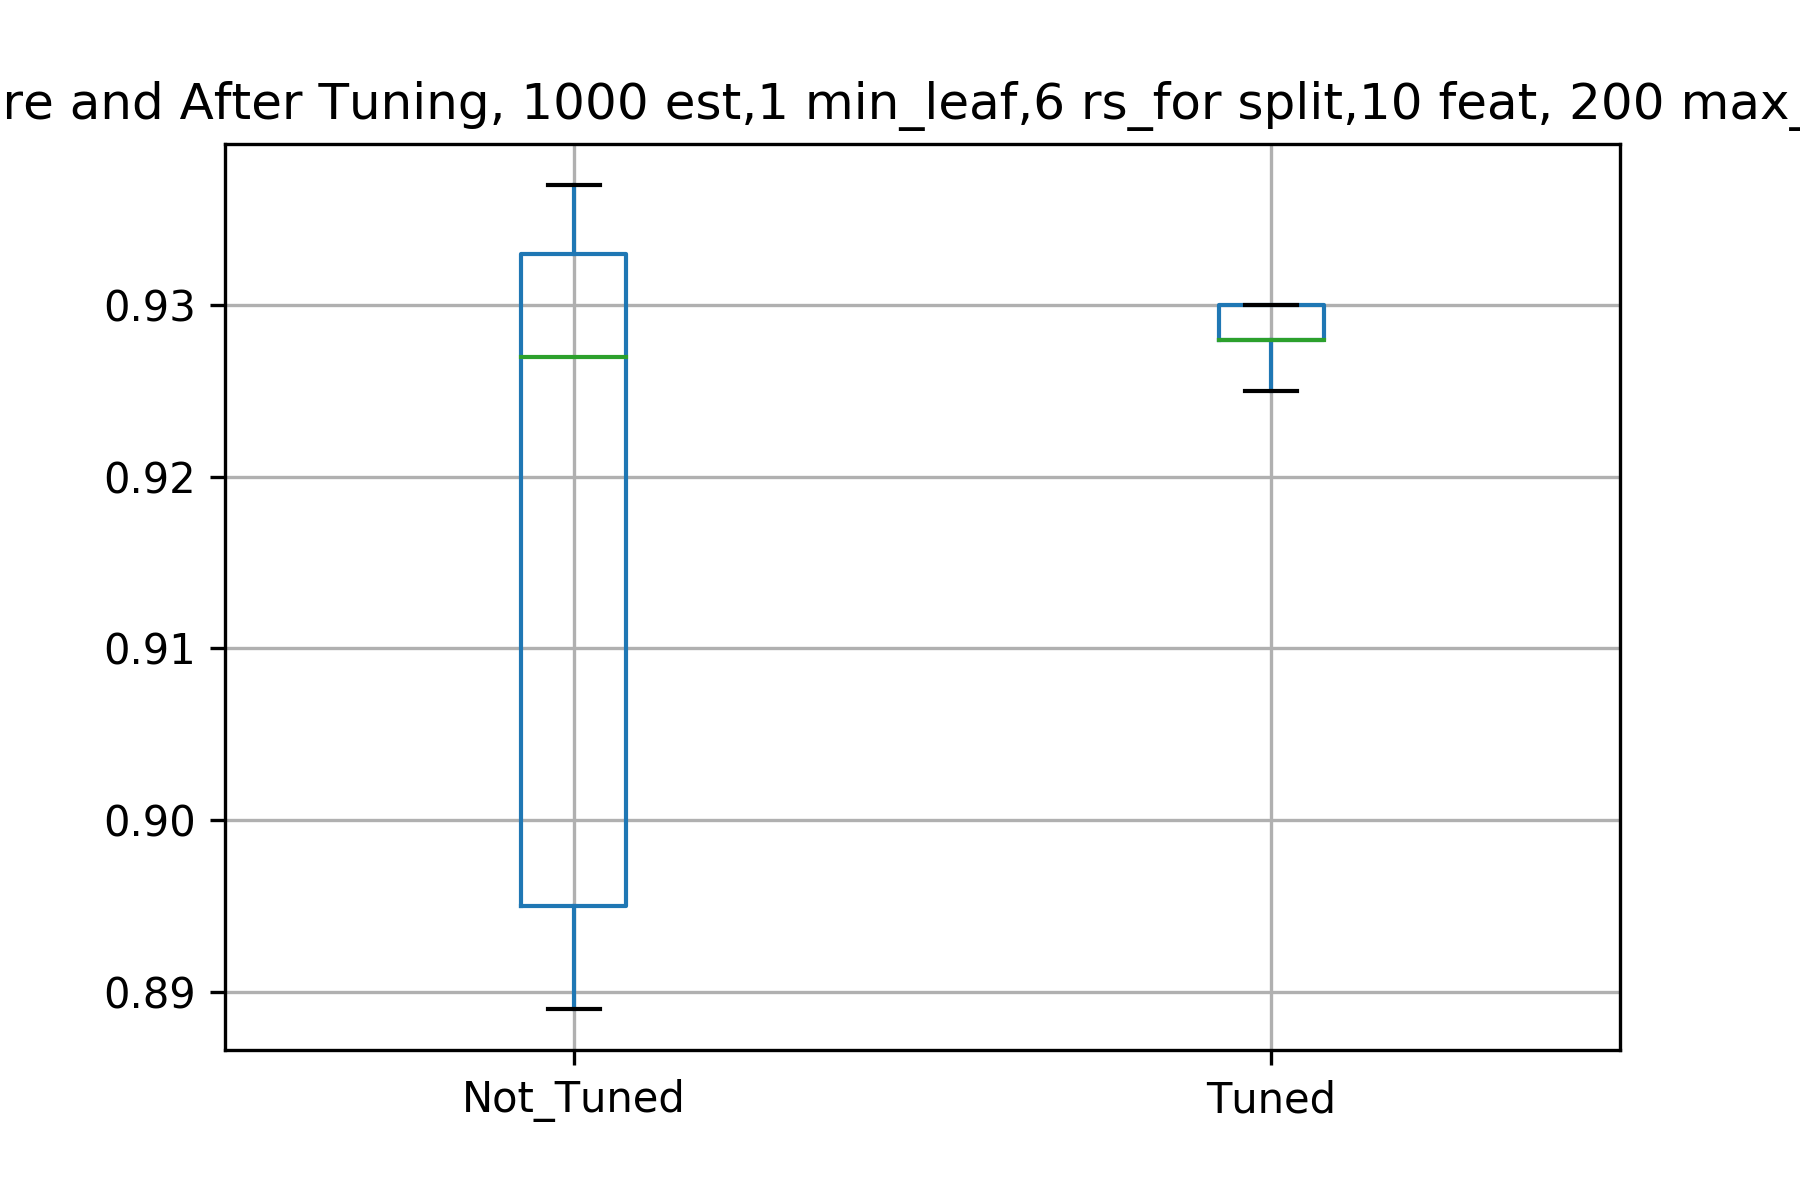 re and After Tuning, 1000 est,1 min_leaf,6 rs_for split,10 feat, 200 max_
0.93
0.92
0.91
0.90
0.89
Not_Tuned Tuned